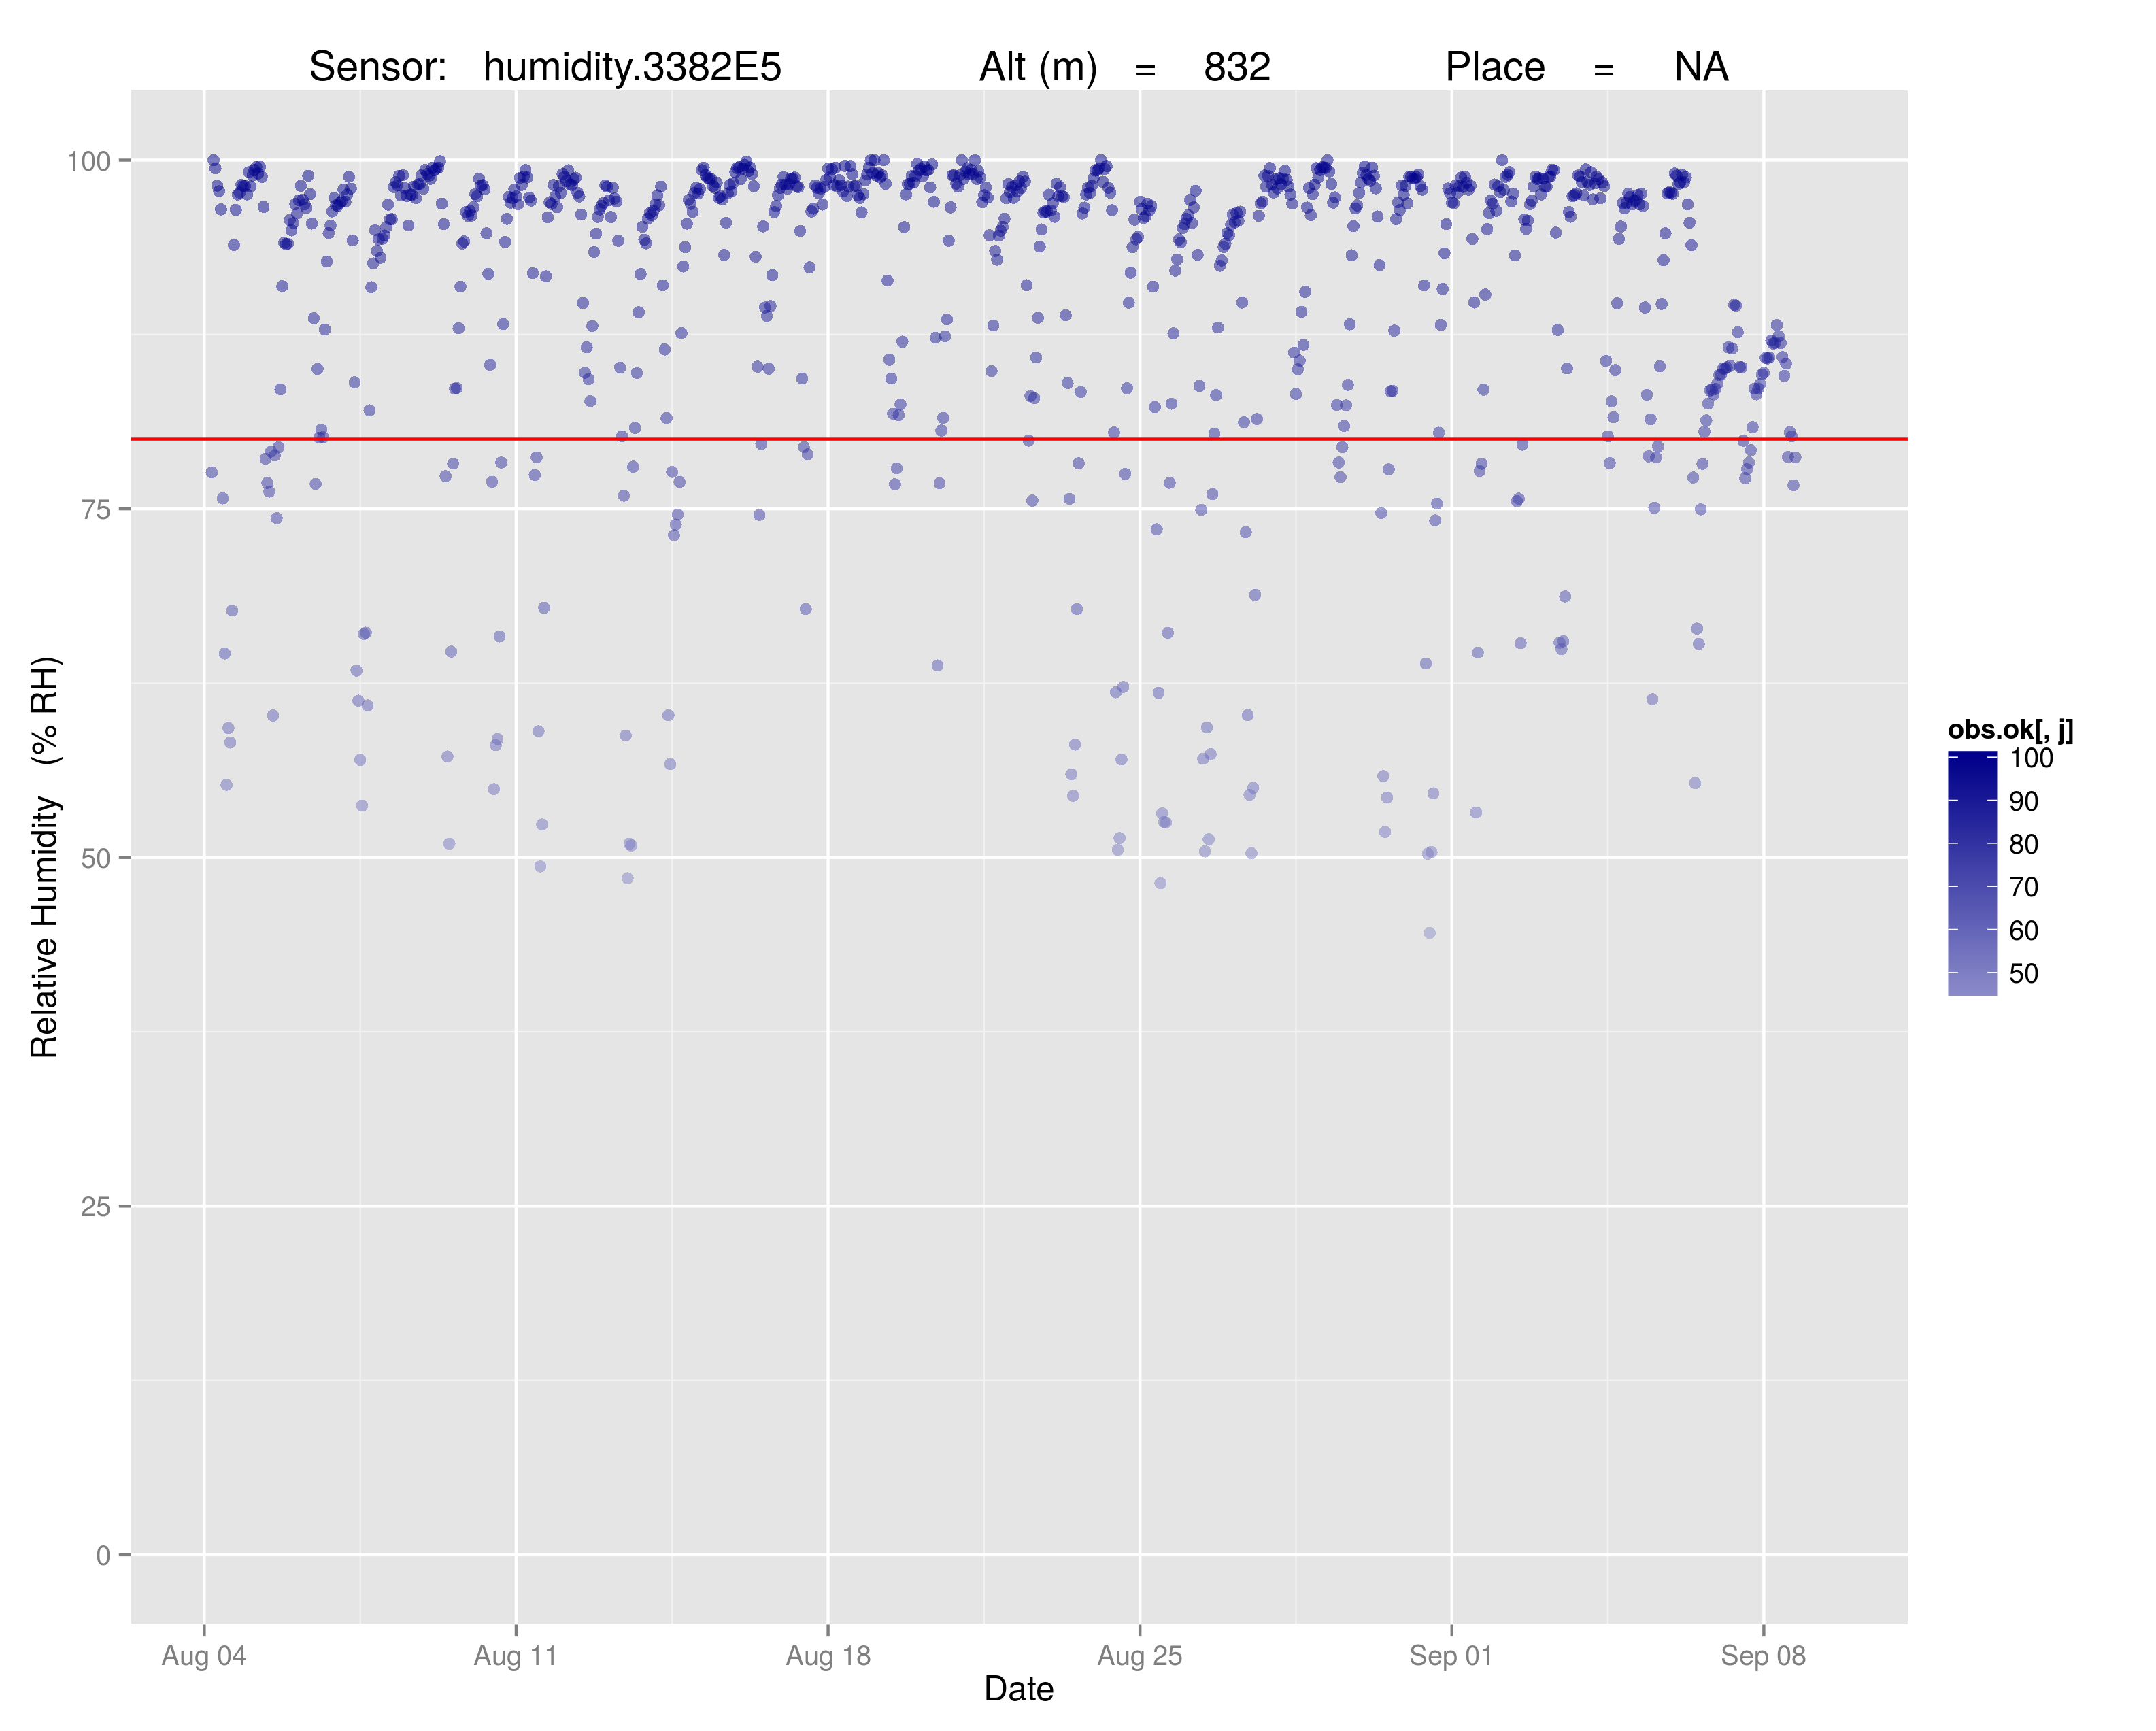 Sensor: humidity.3382E5 Alt (m) = 832 Place = NA
Relative Humidity (% RH)
100
75
50
25
0
Aug 04 Aug 11 Aug 18 Aug 25 Sep 01 Sep 08
Date
obs.ok[, j]
100
90
80
70
60
50